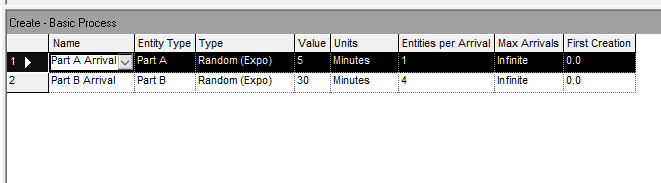 Create - Basic Process
Name Entity Type Type Value Units Entities per Arrival Max Arrivals First Creation
1 Part A Arrival Part A Random (Expo) 5 Minutes 1 Infinite 0.0
2 Part B Arrival Part B Random (Expo) 30 Minutes 4 Infinite 0.0